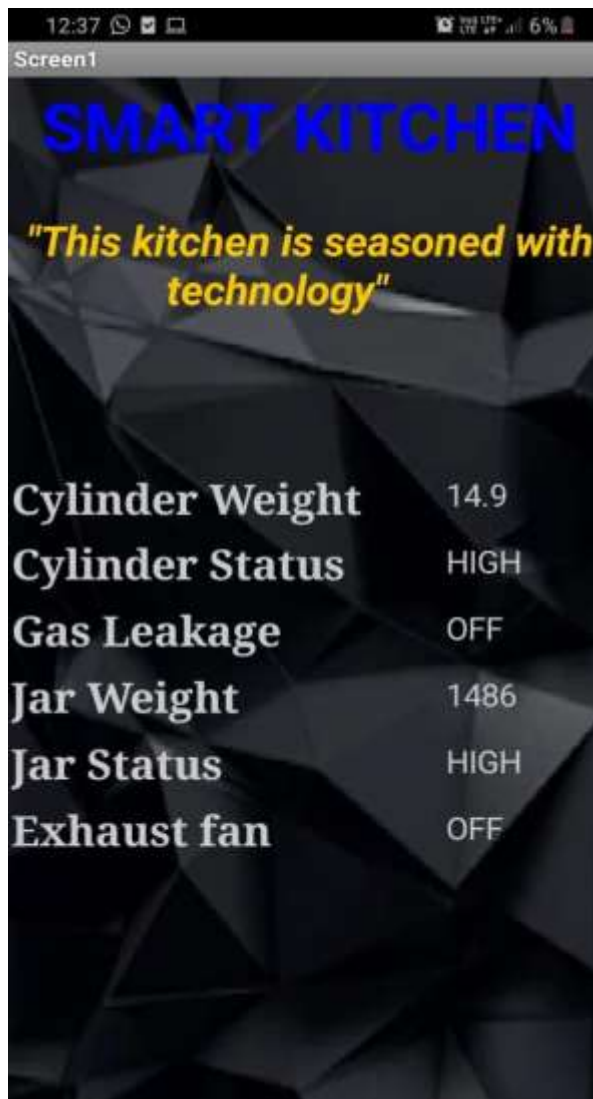 12:37 6%
Screen1
SMART KITCHEN
"This kitchen is seasoned with
technology"
Cylinder Weight 14.9
Cylinder Status HIGH
Gas Leakage OFF
Jar Weight 1486
Jar Status HIGH
Exhaust fan OFF